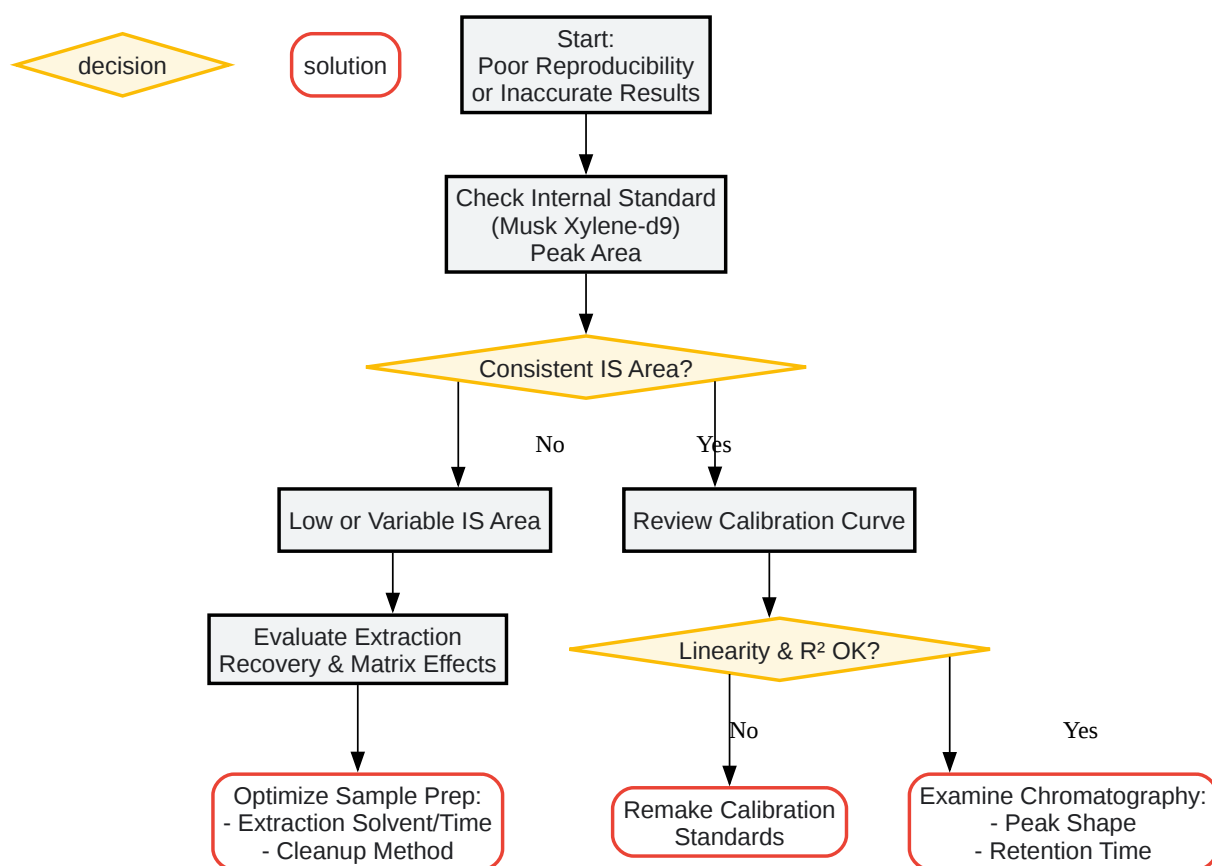 decision
solution
Start:
Poor Reproducibility
or Inaccurate Results
Check Internal Standard
(Musk Xylene-d9)
Peak Area
Consistent IS Area?
No
Yes
Low or Variable IS Area
Review Calibration Curve
Evaluate Extraction
Recovery & Matrix Effects
Linearity & R² OK?
No
Yes
Optimize Sample Prep:
- Extraction Solvent/Time
- Cleanup Method
Remake Calibration
Standards
Examine Chromatography:
- Peak Shape
- Retention Time